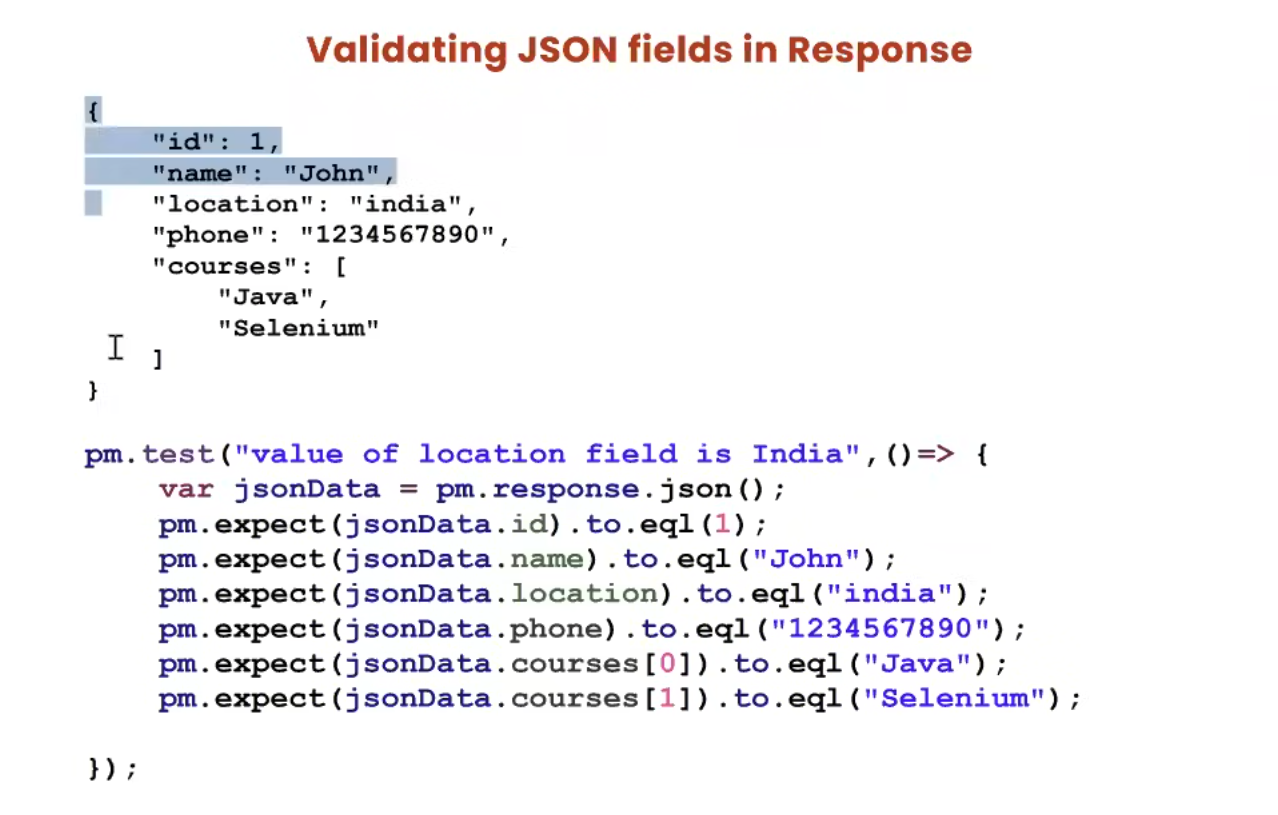 Validating JSON fields in Response
{
    "id": 1,
    "name": "John",
    "location": "india",
    "phone": "1234567890",
    "courses": [
        "Java",
        "Selenium"
    ]
}
pm.test("value of location field is India",()=> {
    var jsonData = pm.response.json();
    pm.expect(jsonData.id).to.eql(1);
    pm.expect(jsonData.name).to.eql("John");
    pm.expect(jsonData.location).to.eql("india");
    pm.expect(jsonData.phone).to.eql("1234567890");
    pm.expect(jsonData.courses[0]).to.eql("Java");
    pm.expect(jsonData.courses[1]).to.eql("Selenium");
});